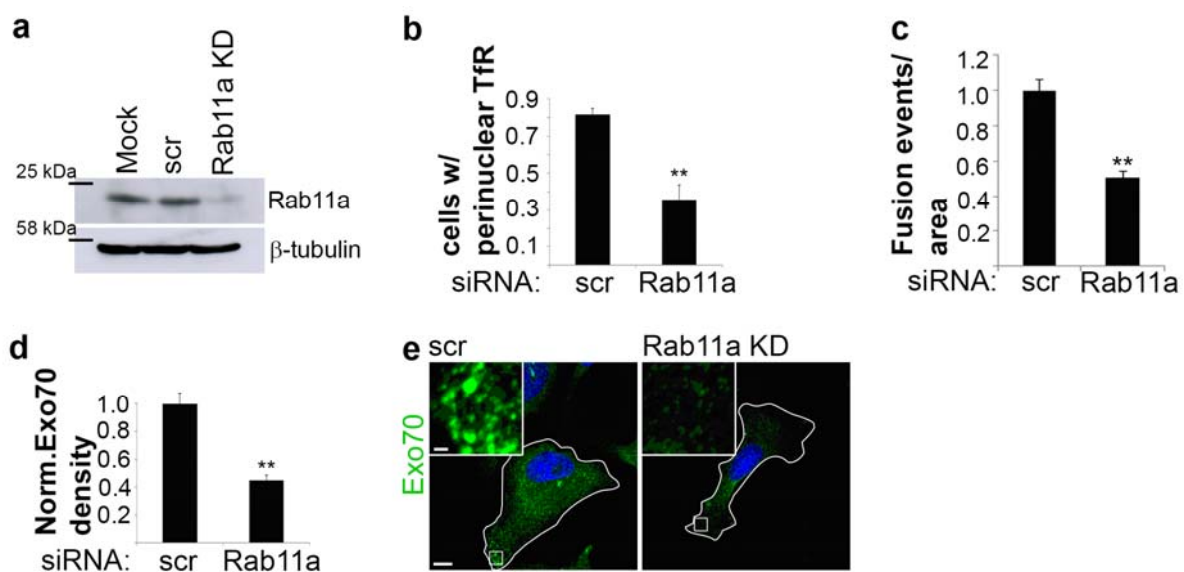 a
Mock
scr
Rab11a KD
25 kDa
Rab11a
58 kDa
β-tubulin
b
cells w/
perinuclear TfR
0.9
0.7
0.5
0.3
0.1
siRNA: scr Rab11a
**
c
Fusion events/
area
1.2
1.0
0.8
0.6
0.4
0.2
siRNA: scr Rab11a
**
d
Norm.Exo70
density
1.0
0.8
0.6
0.4
0.2
siRNA: scr Rab11a
**
e
scr
Rab11a KD
Exo70